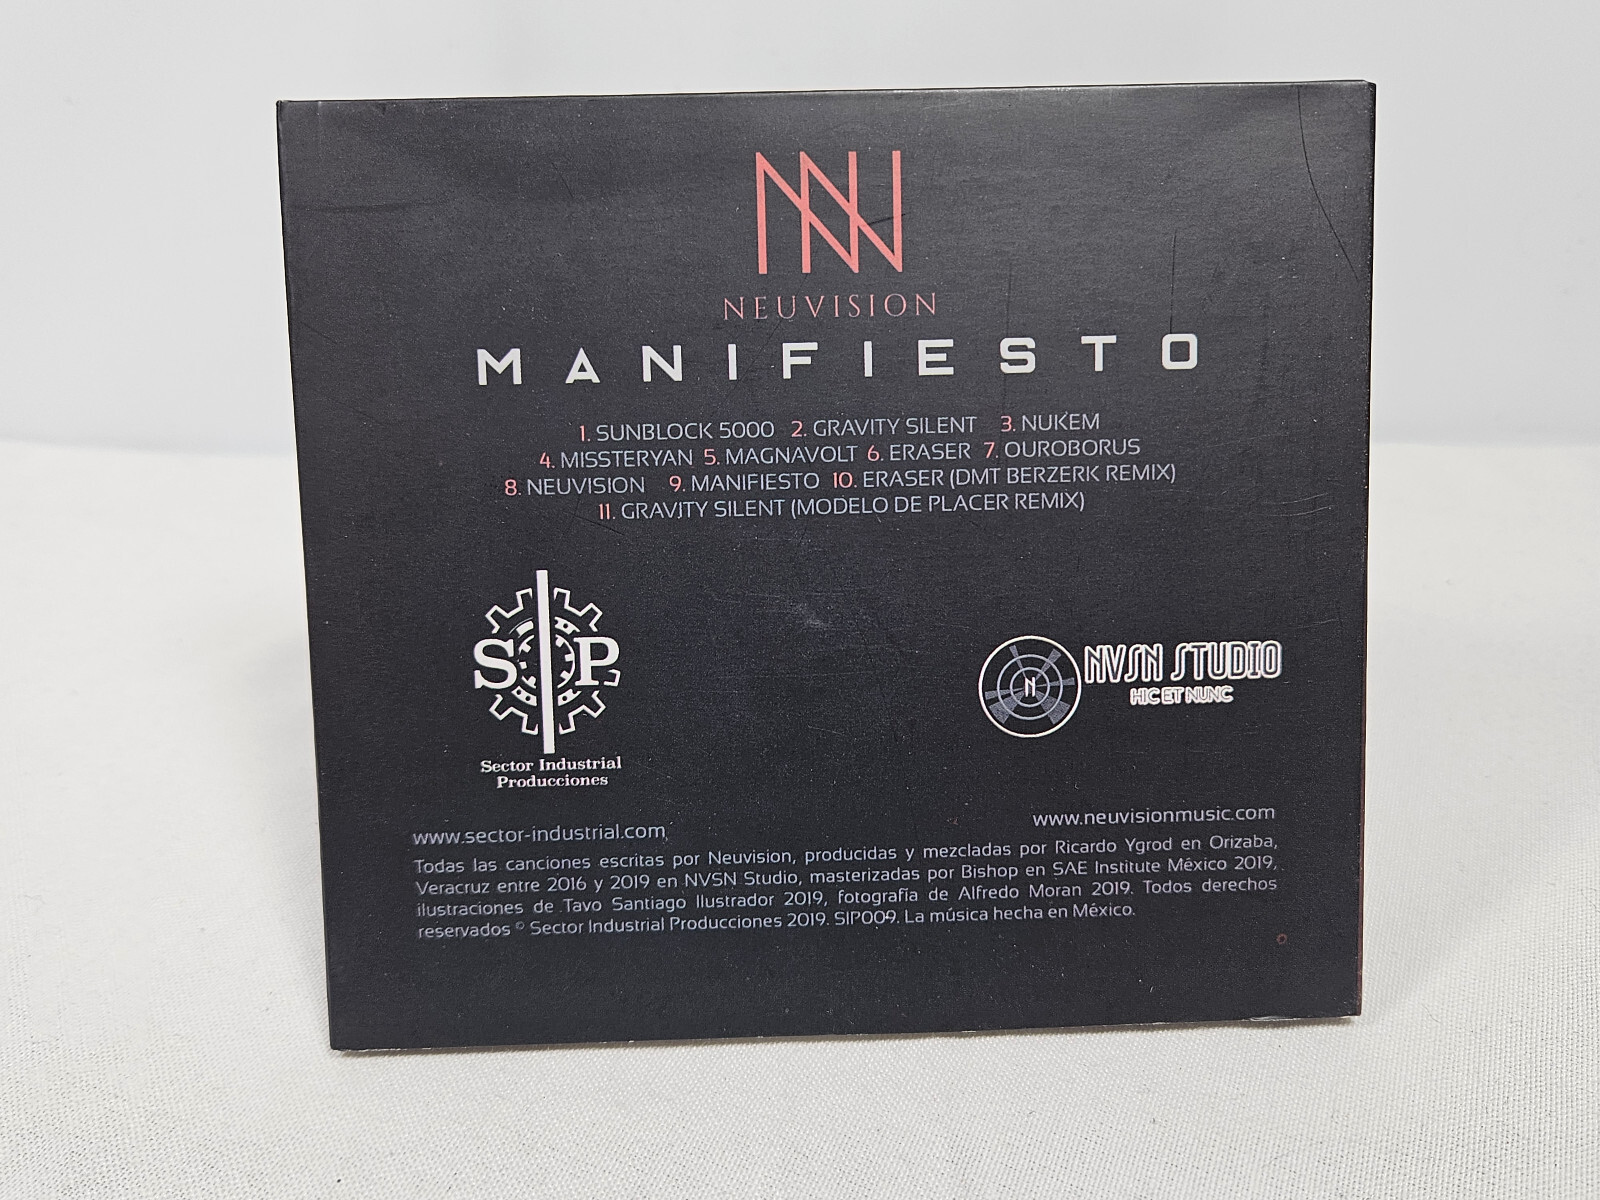 NEUVISION
MANIFIESTO
1. SUNBLOCK 5000 2. GRAVITY SILENT 3. NUKEM
4. MISSTERYAN 5. MAGNAVOLT 6. ERASER 7. OUROBORUS
8. NEUVISION 9. MANIFIESTO 10. ERASER (DMT BERZERK REMIX)
11. GRAVITY SILENT (MODELO DE PLACER REMIX)
S P
Sector Industrial
Producciones
N
NVSN STUDIO
HIC ET NUNC
www.sector-industrial.com
www.neuvisionmusic.com
Todas las canciones escritas por Neuvision, producidas y mezcladas por Ricardo Ygrod en Orizaba,
Veracruz entre 2016 y 2019 en NVSN Studio, masterizadas por Bishop en SAE Institute México 2019,
ilustraciones de Tavo Santiago Ilustrador 2019, fotografía de Alfredo Moran 2019. Todos derechos
reservados © Sector Industrial Producciones 2019. SIP009. La música hecha en México.